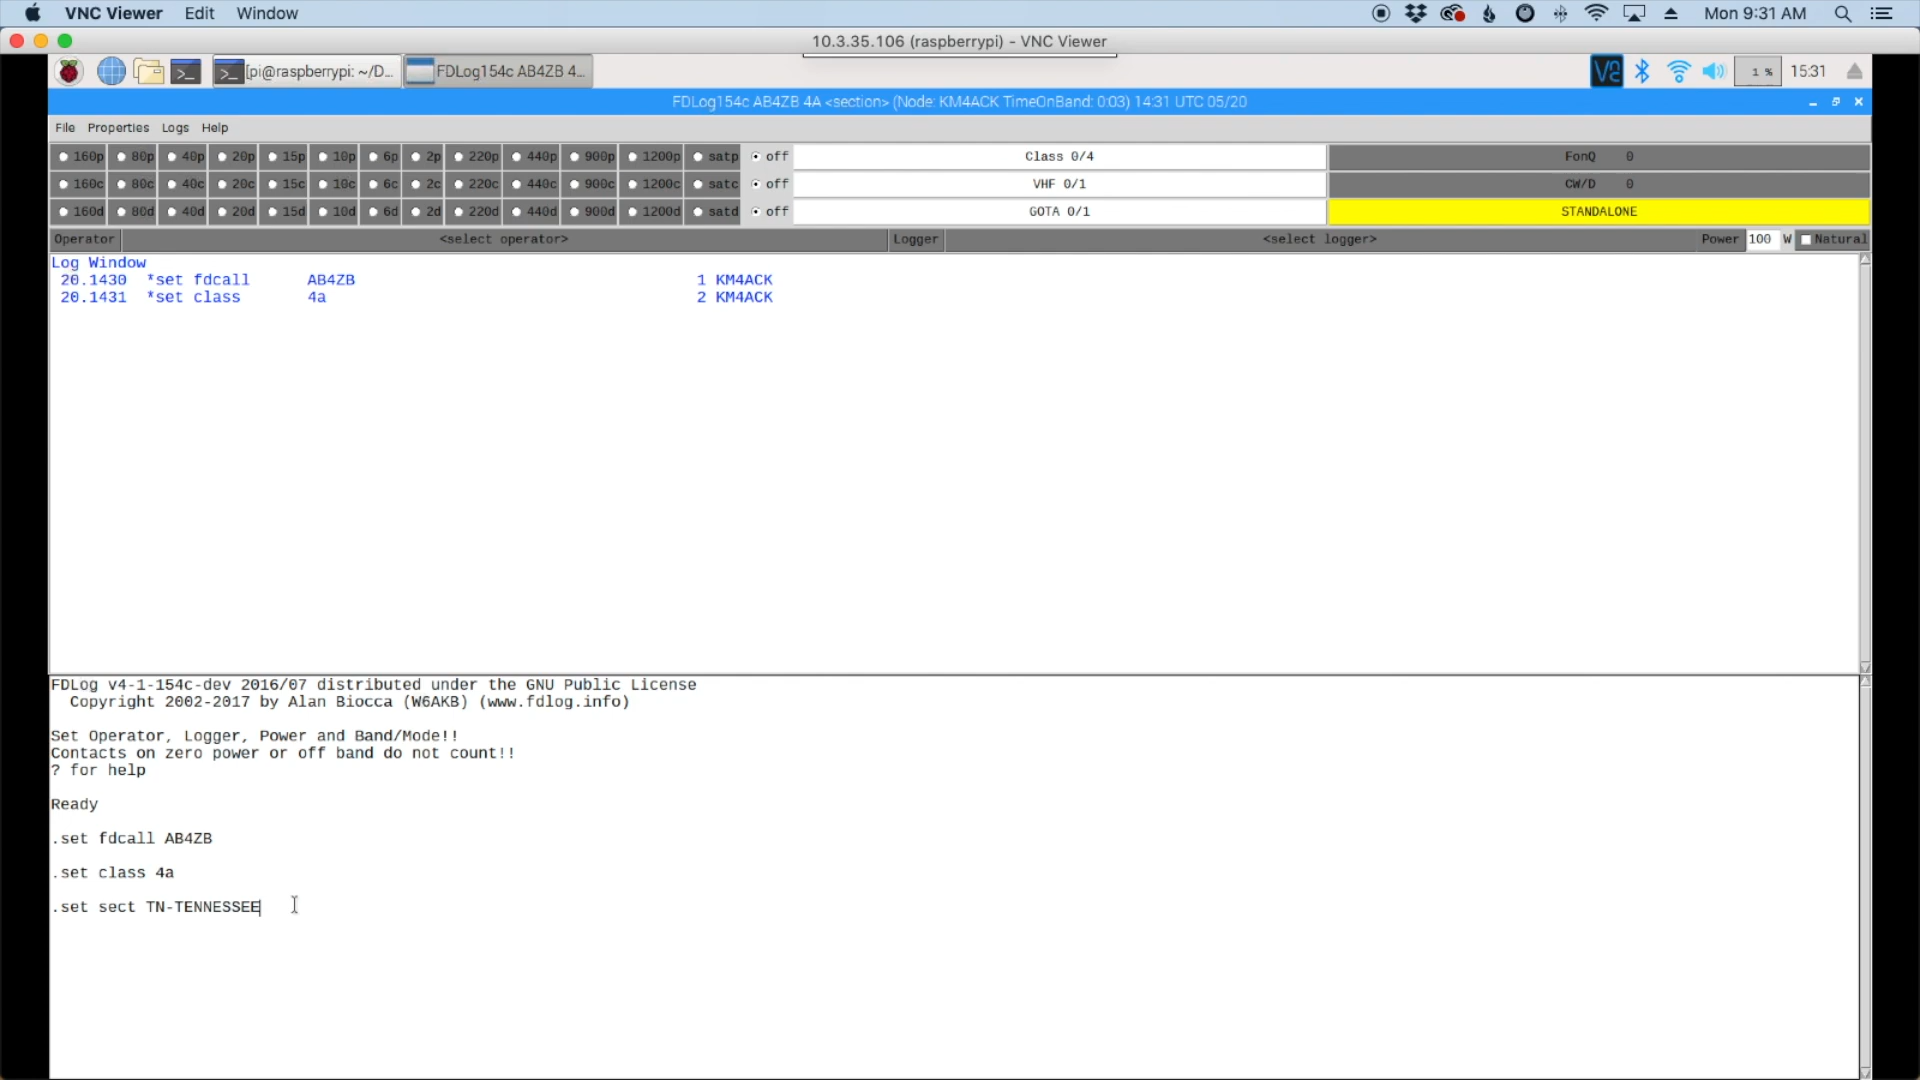 VNC Viewer Edit Window Mon 9:31 AM
10.3.35.106 (raspberrypi) - VNC Viewer
[pi@raspberrypi: ~/D... FDLog154c AB4ZB 4... 1 % 15:31
FDLog154c AB4ZB 4A <section> (Node: KM4ACK TimeOnBand: 0:03) 14:31 UTC 05/20
File Properties Logs Help
160p 80p 40p 20p 15p 10p 6p 2p 220p 440p 900p 1200p satp off Class 0/4 FonQ 0
160c 80c 40c 20c 15c 10c 6c 2c 220c 440c 900c 1200c satc off VHF 0/1 CW/D 0
160d 80d 40d 20d 15d 10d 6d 2d 220d 440d 900d 1200d satd off GOTA 0/1 STANDALONE
Operator <select operator> Logger <select logger> Power 100 W Natural
Log Window
20.1430 *set fdcall AB4ZB 1 KM4ACK
20.1431 *set class 4a 2 KM4ACK
FDLog v4-1-154c-dev 2016/07 distributed under the GNU Public License
Copyright 2002-2017 by Alan Biocca (W6AKB) (www.fdlog.info)
Set Operator, Logger, Power and Band/Mode!!
Contacts on zero power or off band do not count!!
? for help
Ready
.set fdcall AB4ZB
.set class 4a
.set sect TN-TENNESSEE